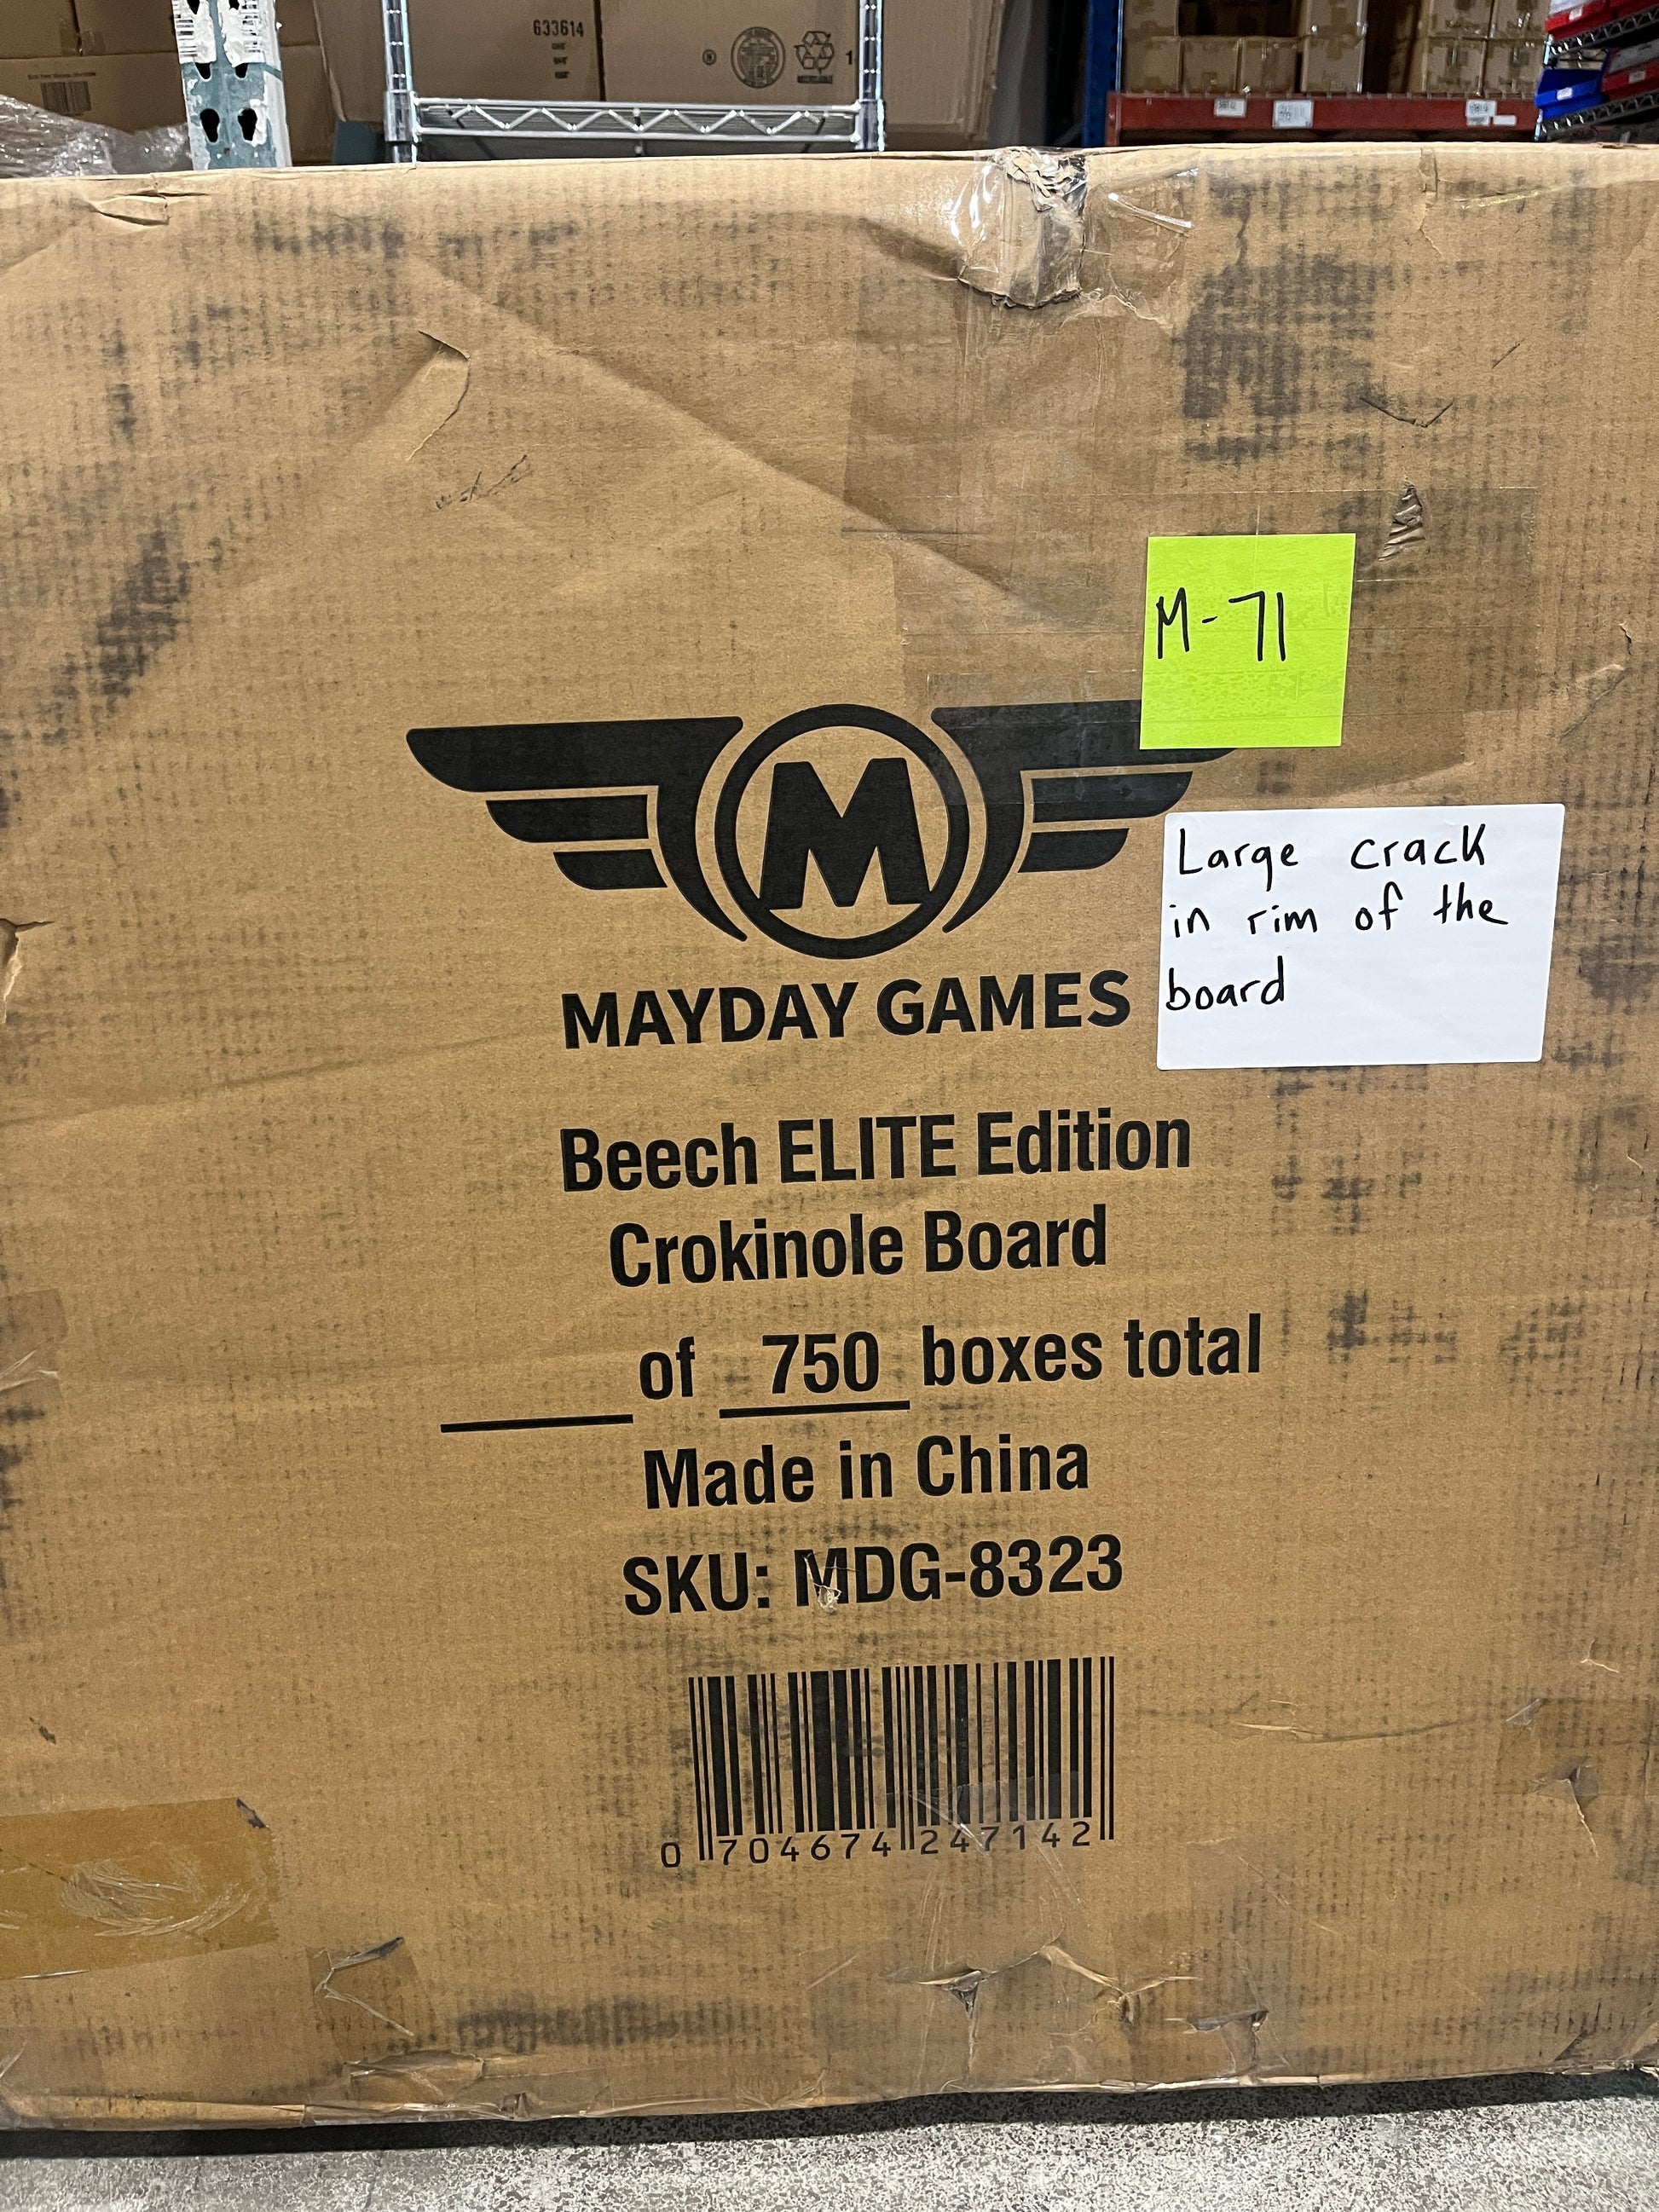 633614
M-71
M
MAYDAY GAMES
Large crack
in rim of the
board
Beech ELITE Edition
Crokinole Board
of 750 boxes total
Made in China
SKU: MDG-8323
0 704674 247142